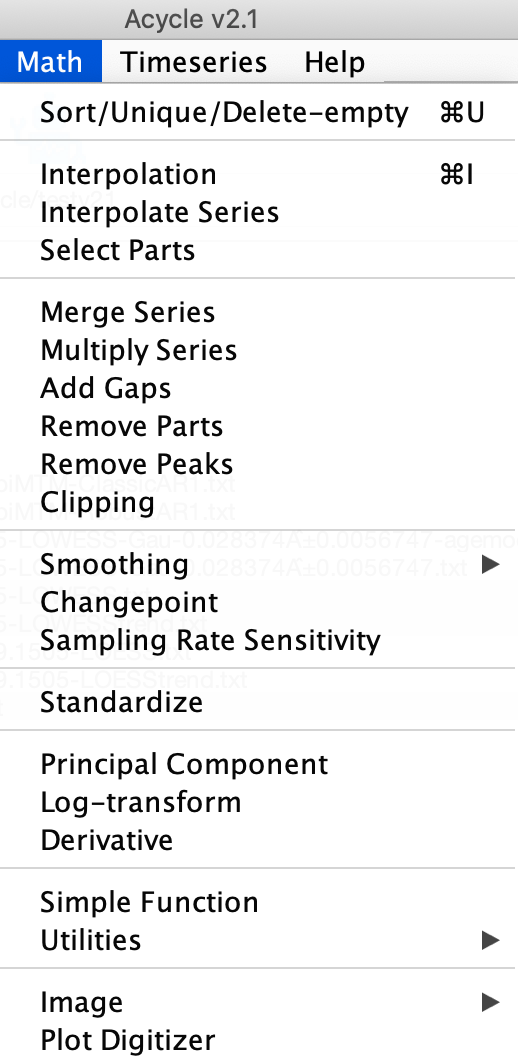 Acycle v2.1
Math Timeseries Help
Sort/Unique/Delete-empty ⌘U
Interpolation ⌘I
Interpolate Series
Select Parts
Merge Series
Multiply Series
Add Gaps
Remove Parts
Remove Peaks
Clipping
Smoothing
Changepoint
Sampling Rate Sensitivity
Standardize
Principal Component
Log-transform
Derivative
Simple Function
Utilities
Image
Plot Digitizer